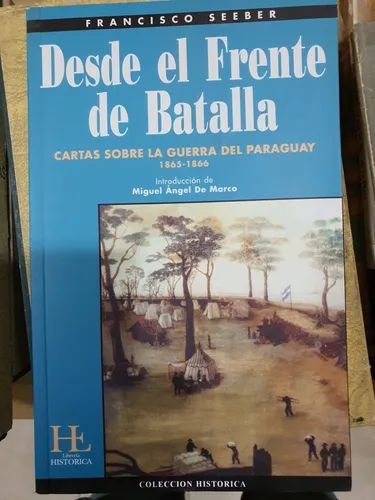 FRANCISCO SEEBER
Desde el Frente
de Batalla
CARTAS SOBRE LA GUERRA DEL PARAGUAY
1865-1866
Introducción de
Miguel Ángel De Marco
HL
Librería
HISTORICA
COLECCION HISTORICA